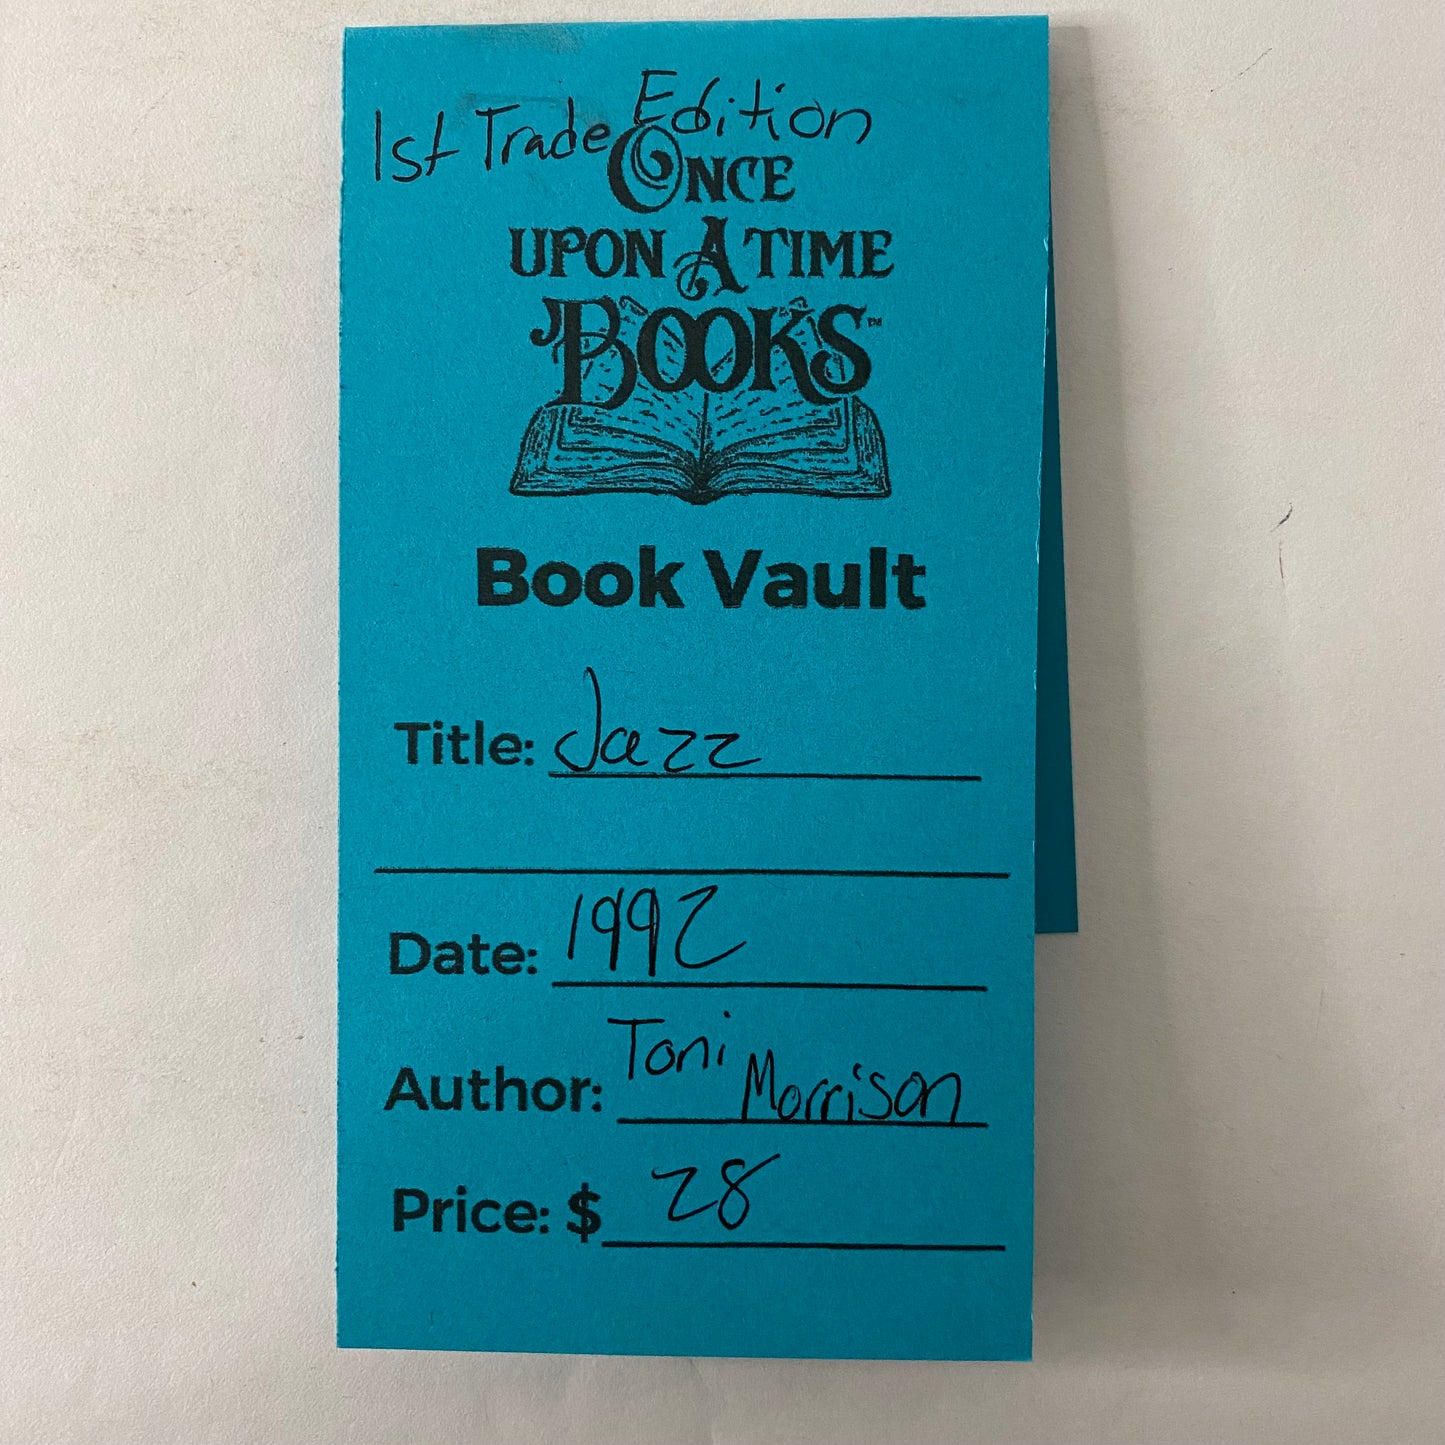 1st Trade Edition
ONCE
UPON A TIME
BOOKS™
Book Vault
Title: Jazz
Date: 1992
Author: Toni Morrison
Price: $ 28